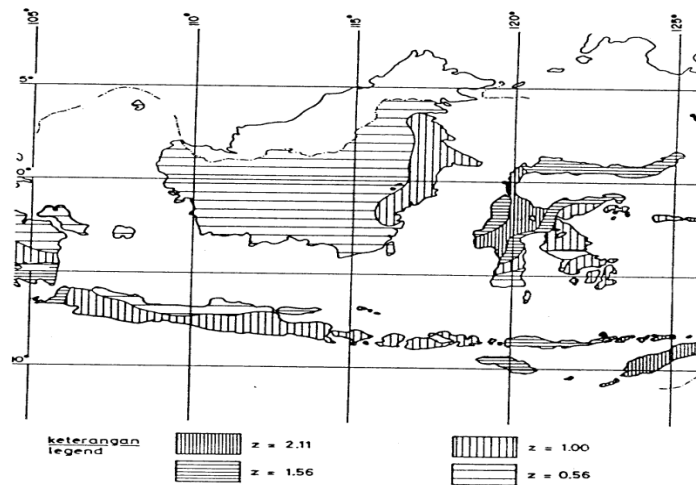 105°
110°
115°
120°
125°
5°
0°
5°
10°
keterangan
legend
z = 2.11
z = 1.00
z = 1.56
z = 0.56